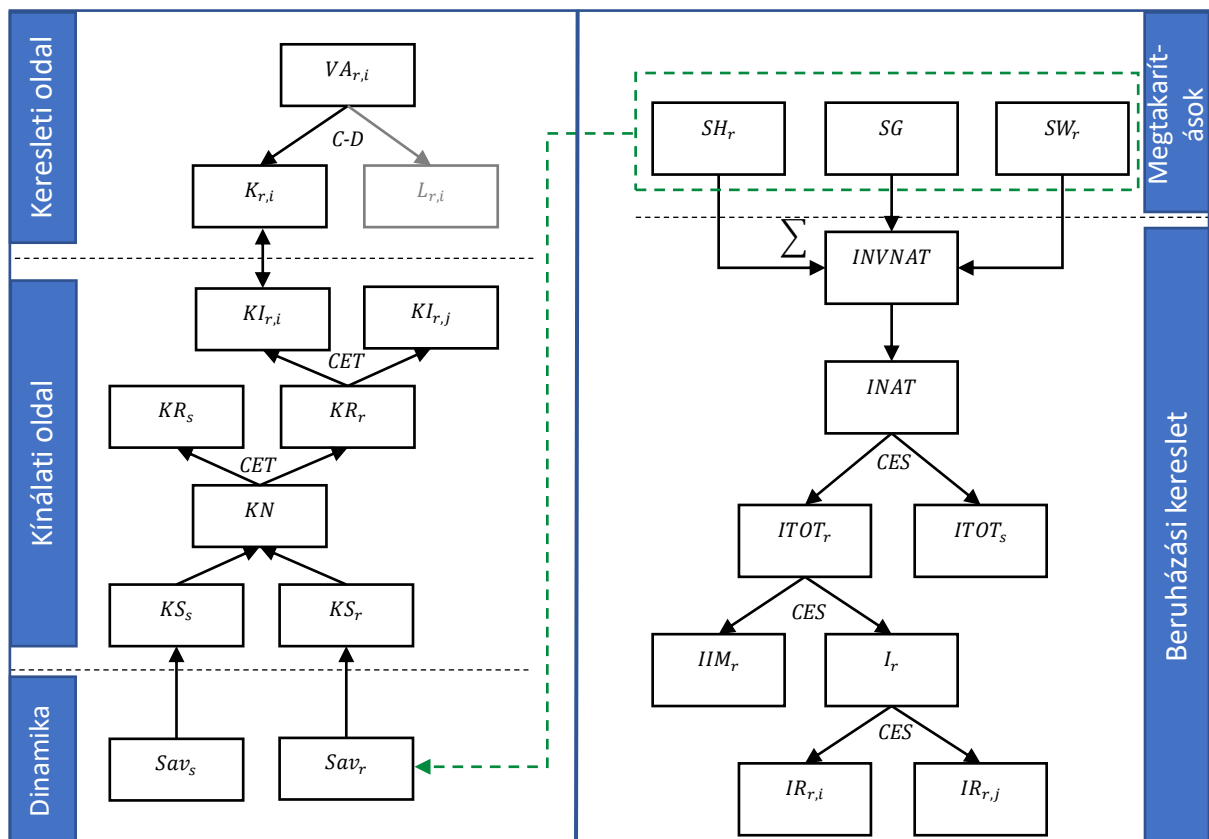 Keresleti oldal
VA_{r,i}
C-D
K_{r,i}
L_{r,i}
Kínálati oldal
KI_{r,i}
KI_{r,j}
CET
KR_s
KR_r
CET
KN
KS_s
KS_r
Dinamika
Sav_s
Sav_r
Megtakarít-
ások
SH_r
SG
SW_r
∑
INVNAT
Beruházási kereslet
INAT
CES
ITOT_r
ITOT_s
CES
IIM_r
I_r
CES
IR_{r,i}
IR_{r,j}